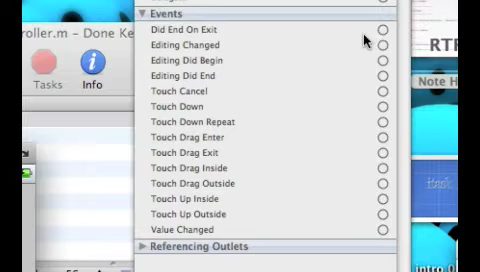 Events
Did End On Exit
Editing Changed
Editing Did Begin
Editing Did End
Touch Cancel
Touch Down
Touch Down Repeat
Touch Drag Enter
Touch Drag Exit
Touch Drag Inside
Touch Drag Outside
Touch Up Inside
Touch Up Outside
Value Changed
Referencing Outlets
roller.m - Done Ke
Tasks
Info
RTF
Note H